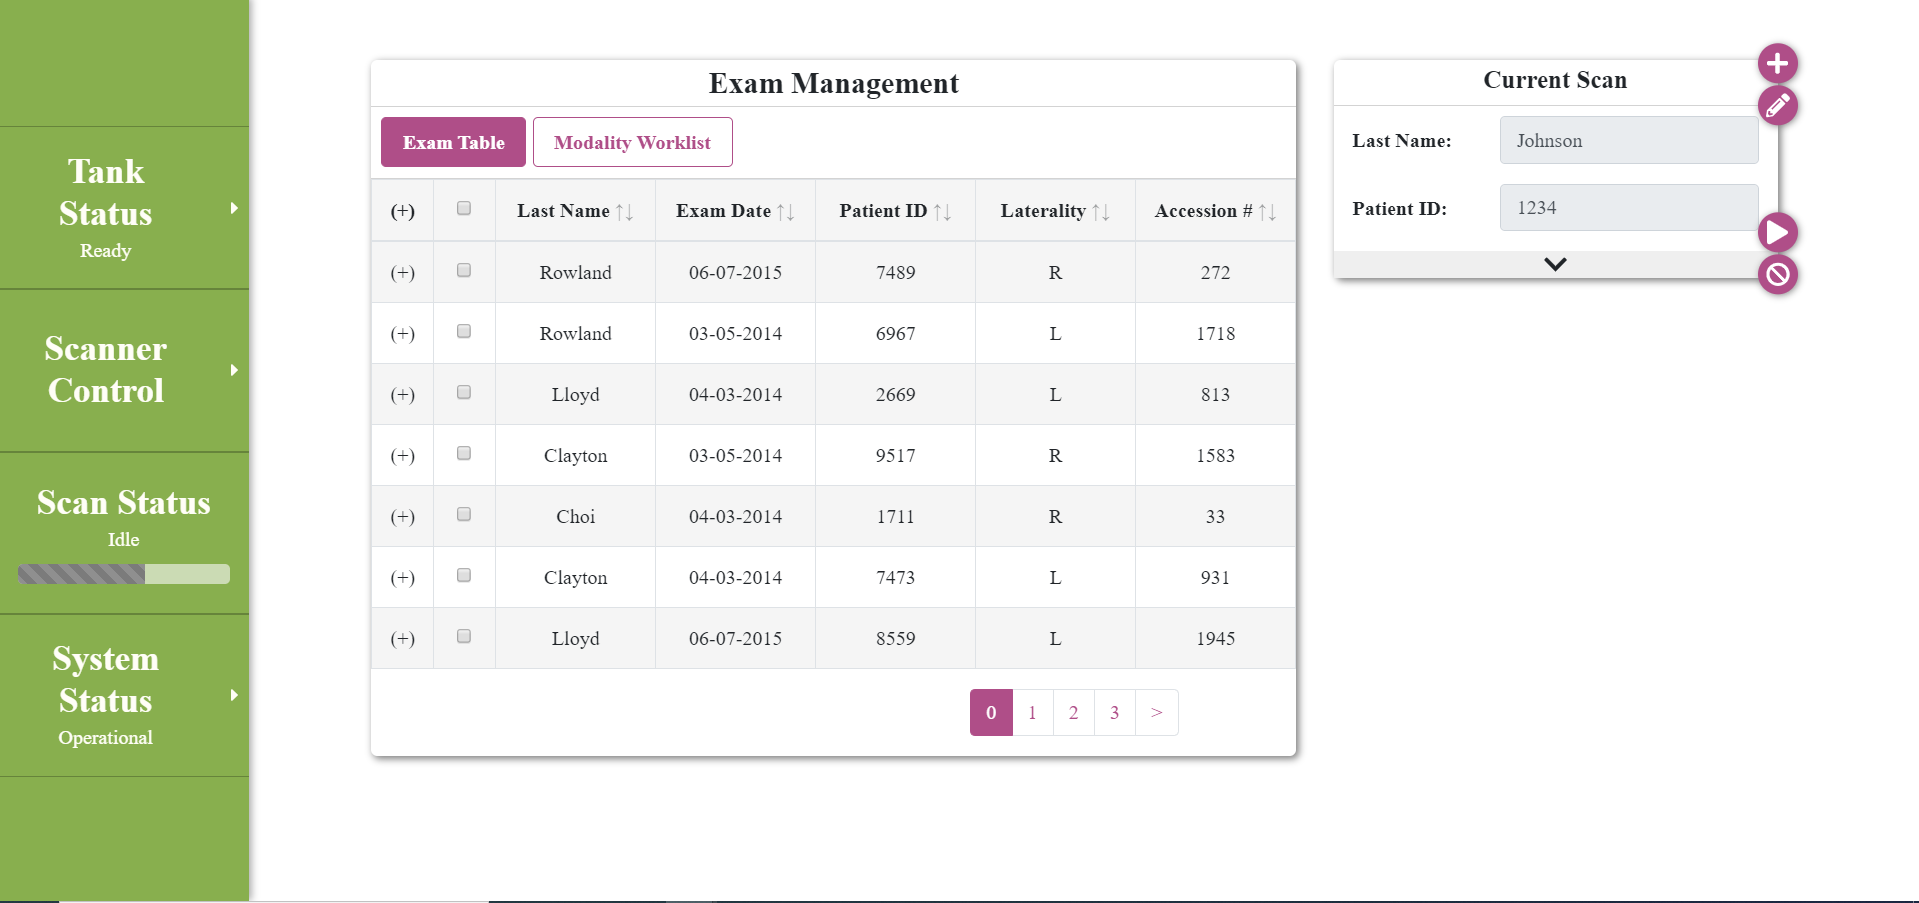 Tank
Status
Ready
Scanner
Control
Scan Status
Idle
System
Status
Operational
Exam Management
Exam Table Modality Worklist
(+) Last Name ↑↓ Exam Date ↑↓ Patient ID ↑↓ Laterality ↑↓ Accession # ↑↓
(+) Rowland 06-07-2015 7489 R 272
(+) Rowland 03-05-2014 6967 L 1718
(+) Lloyd 04-03-2014 2669 L 813
(+) Clayton 03-05-2014 9517 R 1583
(+) Choi 04-03-2014 1711 R 33
(+) Clayton 04-03-2014 7473 L 931
(+) Lloyd 06-07-2015 8559 L 1945
0 1 2 3 >
Current Scan
Last Name: Johnson
Patient ID: 1234